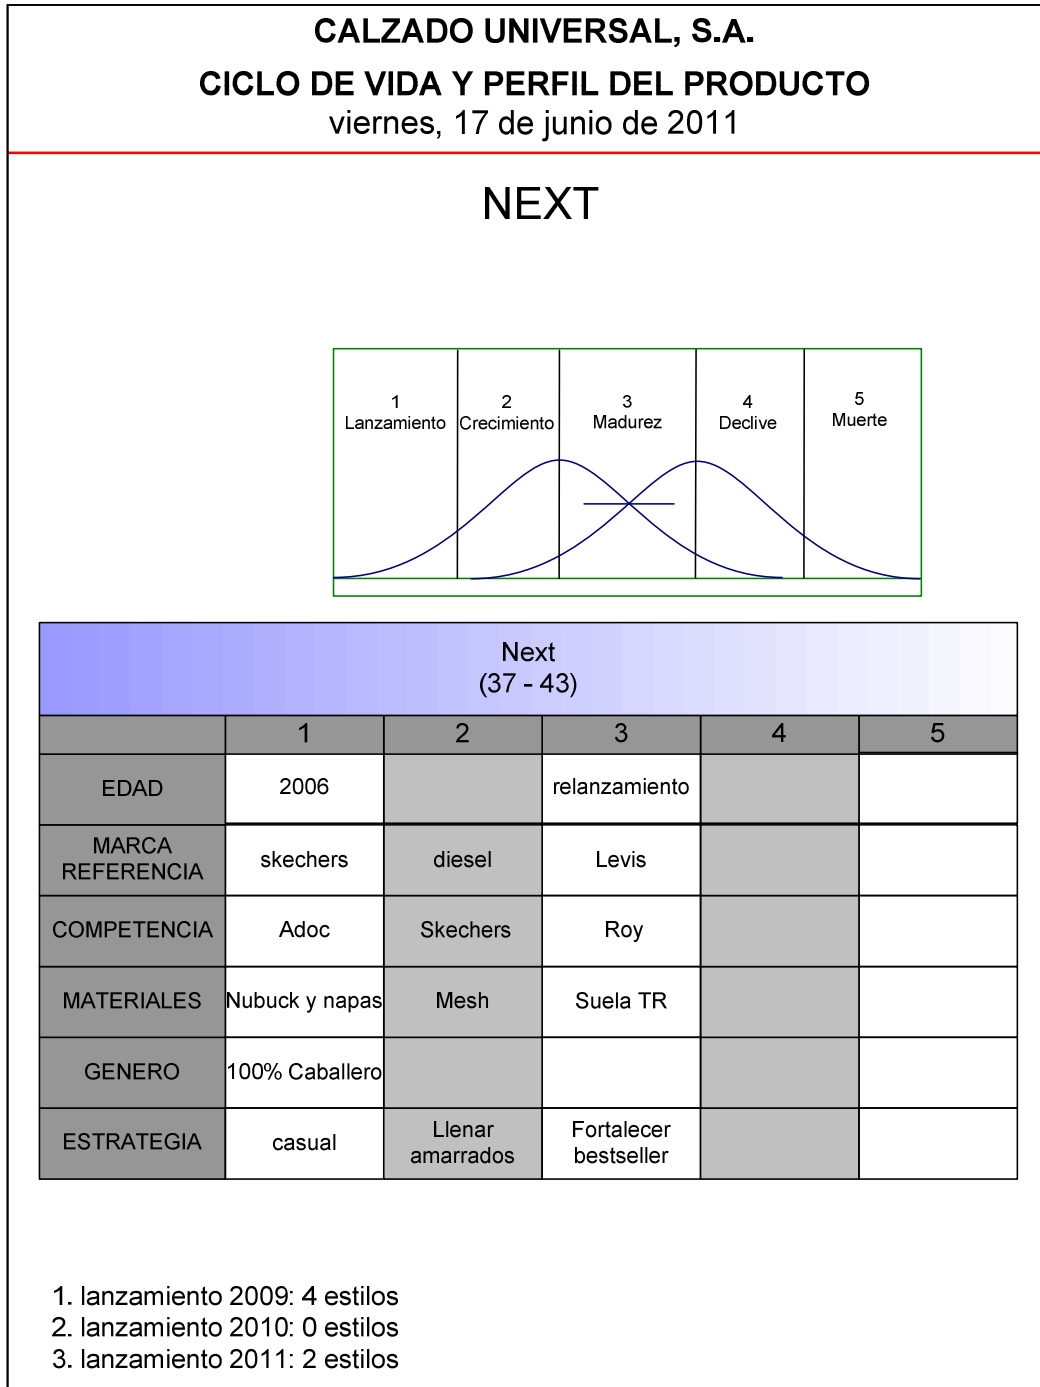 CALZADO UNIVERSAL, S.A.
CICLO DE VIDA Y PERFIL DEL PRODUCTO
viernes, 17 de junio de 2011
NEXT
1
Lanzamiento
2
Crecimiento
3
Madurez
4
Declive
5
Muerte
Next
(37 - 43)
1 2 3 4 5
EDAD 2006 relanzamiento
MARCA
REFERENCIA skechers diesel Levis
COMPETENCIA Adoc Skechers Roy
MATERIALES Nubuck y napas Mesh Suela TR
GENERO 100% Caballero
ESTRATEGIA casual Llenar
amarrados Fortalecer
bestseller
1. lanzamiento 2009: 4 estilos
2. lanzamiento 2010: 0 estilos
3. lanzamiento 2011: 2 estilos